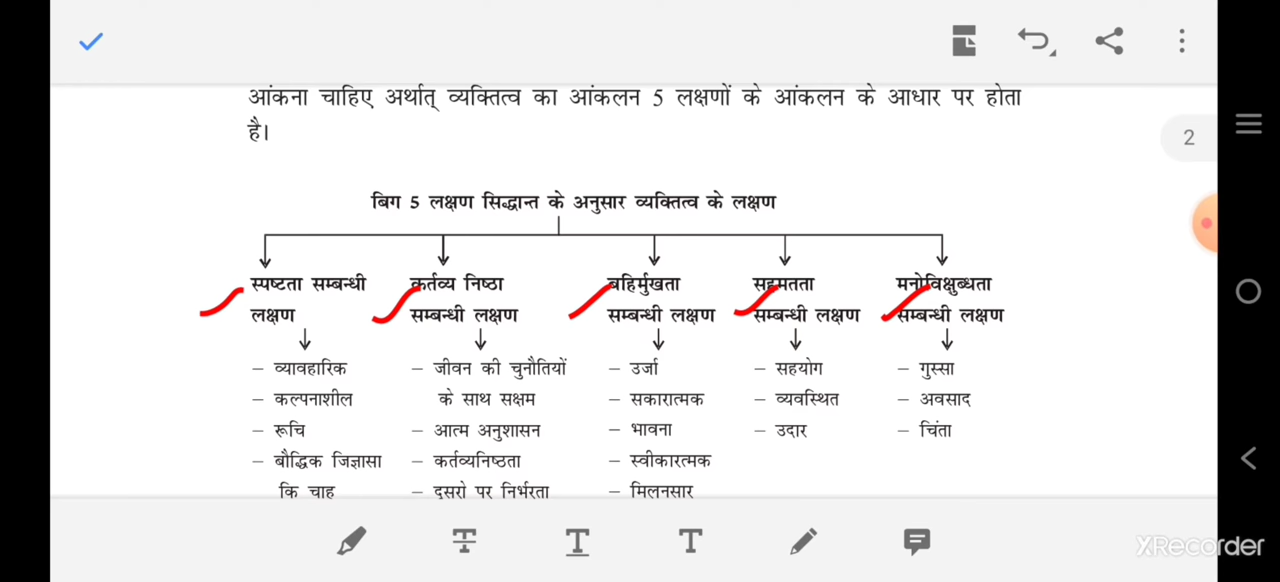 आंकना चाहिए अर्थात् व्यक्तित्व का आंकलन 5 लक्षणों के आंकलन के आधार पर होता
है।
2
बिग 5 लक्षण सिद्धान्त के अनुसार व्यक्तित्व के लक्षण
स्पष्टता सम्बन्धी
लक्षण
– व्यावहारिक
– कल्पनाशील
– रूचि
– बौद्धिक जिज्ञासा
कि चाह
कर्तव्य निष्ठा
सम्बन्धी लक्षण
– जीवन की चुनौतियों
के साथ सक्षम
– आत्म अनुशासन
– कर्तव्यनिष्ठता
– दूसरो पर निर्भरता
बहिर्मुखता
सम्बन्धी लक्षण
– उर्जा
– सकारात्मक
– भावना
– स्वीकारत्मक
– मिलनसार
सहमतता
सम्बन्धी लक्षण
– सहयोग
– व्यवस्थित
– उदार
मनोविक्षुब्धता
सम्बन्धी लक्षण
– गुस्सा
– अवसाद
– चिंता
T
T
T
XRecorder